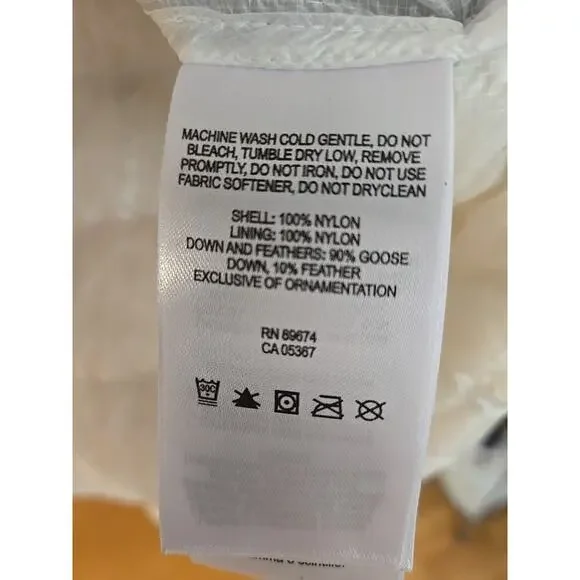 MACHINE WASH COLD GENTLE, DO NOT
BLEACH, TUMBLE DRY LOW, REMOVE
PROMPTLY, DO NOT IRON, DO NOT USE
FABRIC SOFTENER, DO NOT DRYCLEAN
SHELL: 100% NYLON
LINING: 100% NYLON
DOWN AND FEATHERS: 90% GOOSE
DOWN, 10% FEATHER
EXCLUSIVE OF ORNAMENTATION
RN 89674
CA 05367
30C